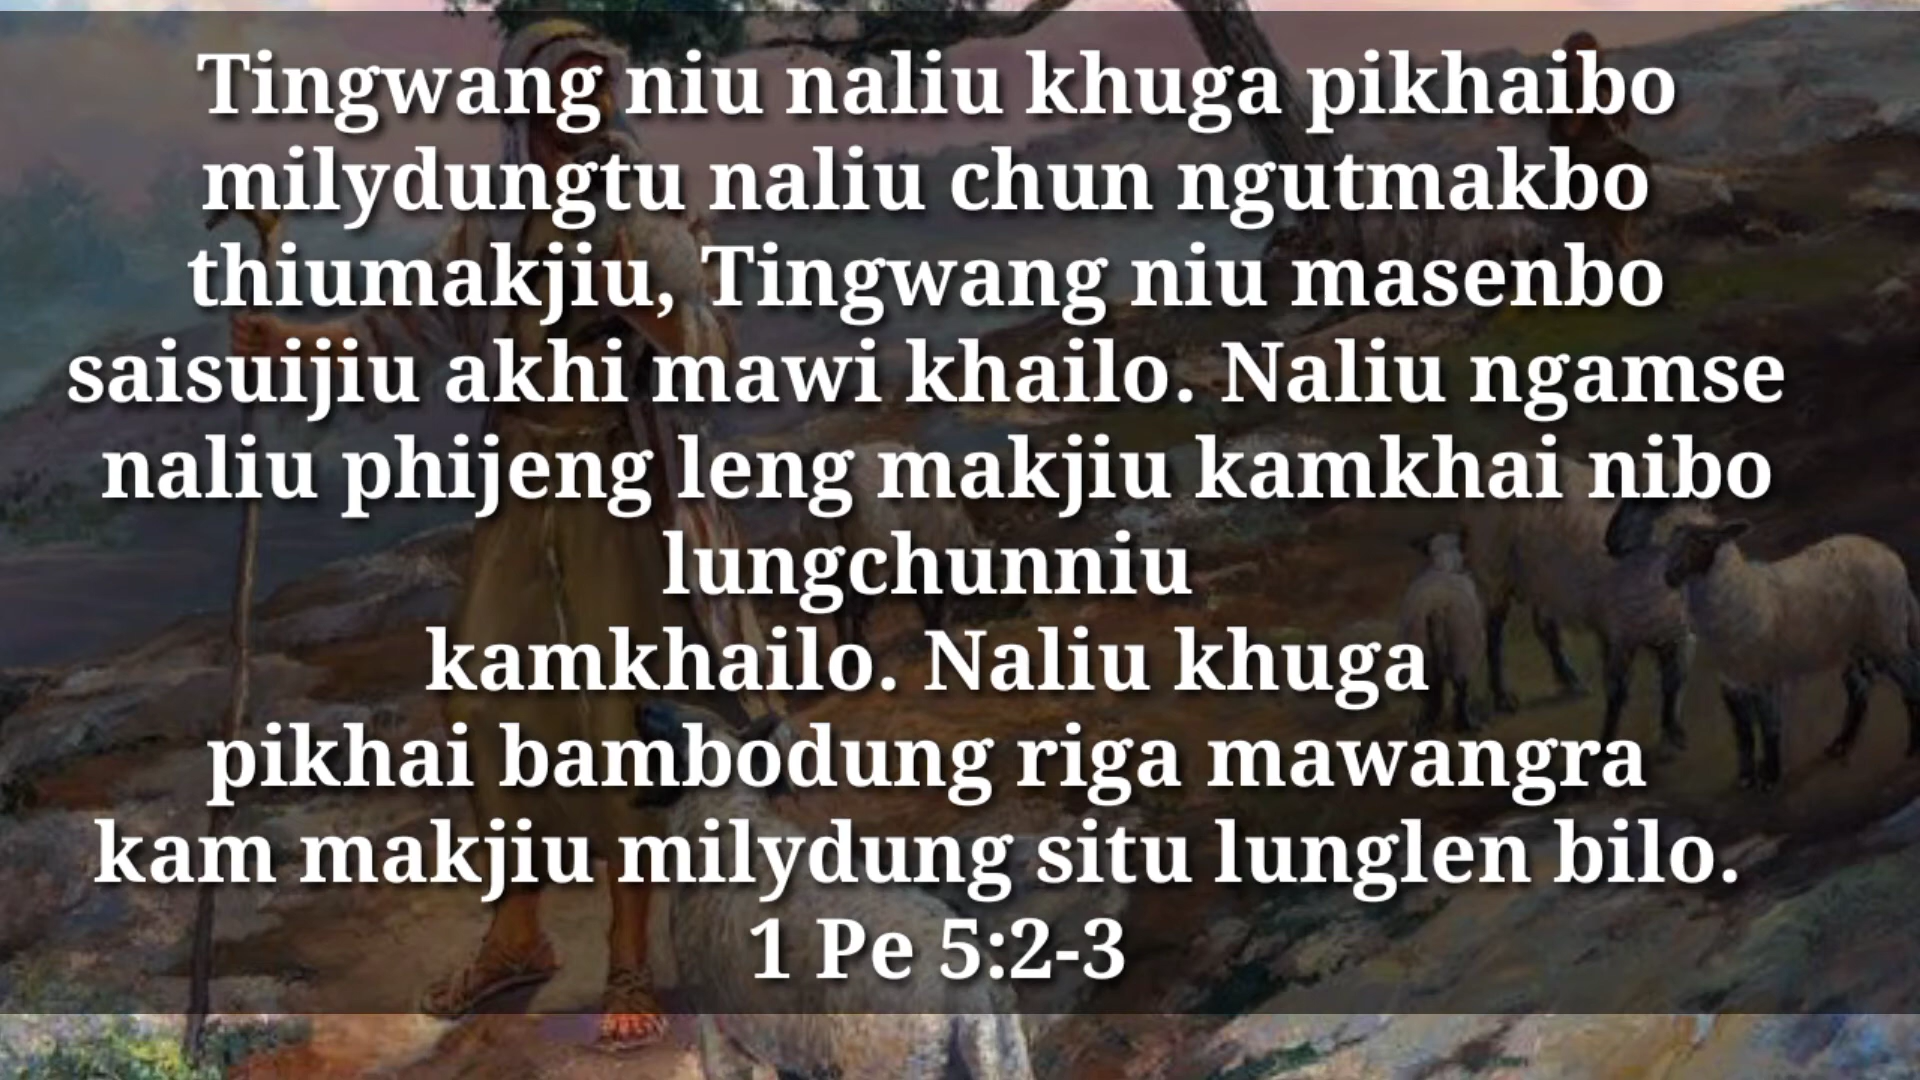 Tingwang niu naliu khuga pikhaibo
milydungtu naliu chun ngutmakbo
thiumakjiu, Tingwang niu masenbo
saisuijiu akhi mawi khailo. Naliu ngamse
naliu phijeng leng makjiu kamkhai nibo
lungchunniu
kamkhailo. Naliu khuga
pikhai bambodung riga mawangra
kam makjiu milydung situ lunglen bilo.
1 Pe 5:2-3